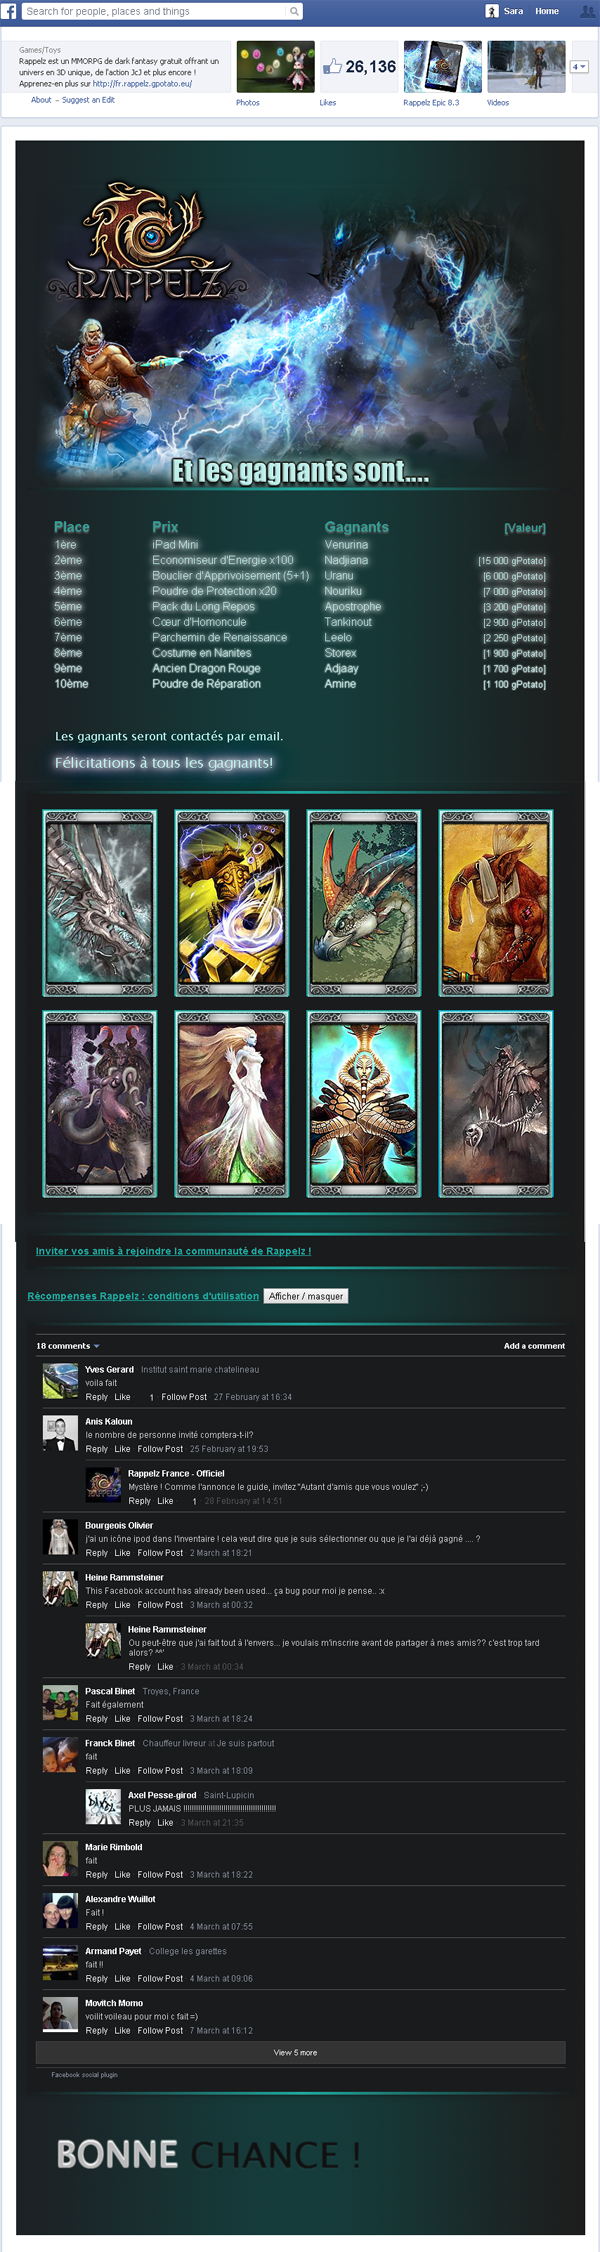 Search for people, places and things
Sara Home
Games/Toys
Rappelz est un MMORPG de dark fantasy gratuit offrant un
univers en 3D unique, de l'action JcJ et plus encore !
Apprenez-en plus sur http://fr.rappelz.gpotato.eu/
About - Suggest an Edit
26,136
4
Photos Likes Rappelz Epic 8.3 Videos
RAPPELZ
Et les gagnants sont....
Place Prix Gagnants [Valeur]
1ère iPad Mini Venurina
2ème Economiseur d'Energie x100 Nadjiana [15 000 gPotato]
3ème Bouclier d'Apprivoisement (5+1) Uranu [6 000 gPotato]
4ème Poudre de Protection x20 Nouriku [7 000 gPotato]
5ème Pack du Long Repos Apostrophe [3 200 gPotato]
6ème Cœur d'Homoncule Tankinout [2 900 gPotato]
7ème Parchemin de Renaissance Leelo [2 250 gPotato]
8ème Costume en Nanites Storex [1 900 gPotato]
9ème Ancien Dragon Rouge Adjaay [1 700 gPotato]
10ème Poudre de Réparation Amine [1 100 gPotato]
Les gagnants seront contactés par email.
Félicitations à tous les gagnants!
Inviter vos amis à rejoindre la communauté de Rappelz !
Récompenses Rappelz : conditions d'utilisation Afficher / masquer
18 comments Add a comment
Yves Gerard · Institut saint marie chatelineau
voila fait
Reply · Like · 1 · Follow Post · 27 February at 16:34
Anis Kaloun
le nombre de personne invité comptera-t-il?
Reply · Like · Follow Post · 25 February at 19:53
Rappelz France - Officiel
Mystère ! Comme l'annonce le guide, invitez "Autant d'amis que vous voulez" ;-)
Reply · Like · 1 · 28 February at 14:51
Bourgeois Olivier
j'ai un icône ipod dans l'inventaire ! cela veut dire que je suis sélectionner ou que je l'ai déjà gagné .... ?
Reply · Like · Follow Post · 2 March at 18:21
Heine Rammsteiner
This Facebook account has already been used... ça bug pour moi je pense.. :x
Reply · Like · Follow Post · 3 March at 00:32
Heine Rammsteiner
Ou peut-être que j'ai fait tout à l'envers... je voulais m'inscrire avant de partager à mes amis?? c'est trop tard
alors? ^^'
Reply · Like · 3 March at 00:34
Pascal Binet · Troyes, France
Fait également
Reply · Like · Follow Post · 3 March at 18:24
Franck Binet · Chauffeur livreur at Je suis partout
fait
Reply · Like · Follow Post · 3 March at 18:09
Axel Pesse-girod · Saint-Lupicin
PLUS JAMAIS !!!!!!!!!!!!!!!!!!!!!!!!!!!!!!!!!!!!!!!!!!!!
Reply · Like · 3 March at 21:35
Marie Rimbold
fait
Reply · Like · Follow Post · 3 March at 18:22
Alexandre Wuillot
Fait !
Reply · Like · Follow Post · 4 March at 07:55
Armand Payet · College les garettes
fait !!
Reply · Like · Follow Post · 4 March at 09:06
Movitch Momo
voilit voileau pour moi c fait =)
Reply · Like · Follow Post · 7 March at 16:12
View 5 more
Facebook social plugin
BONNE CHANCE !